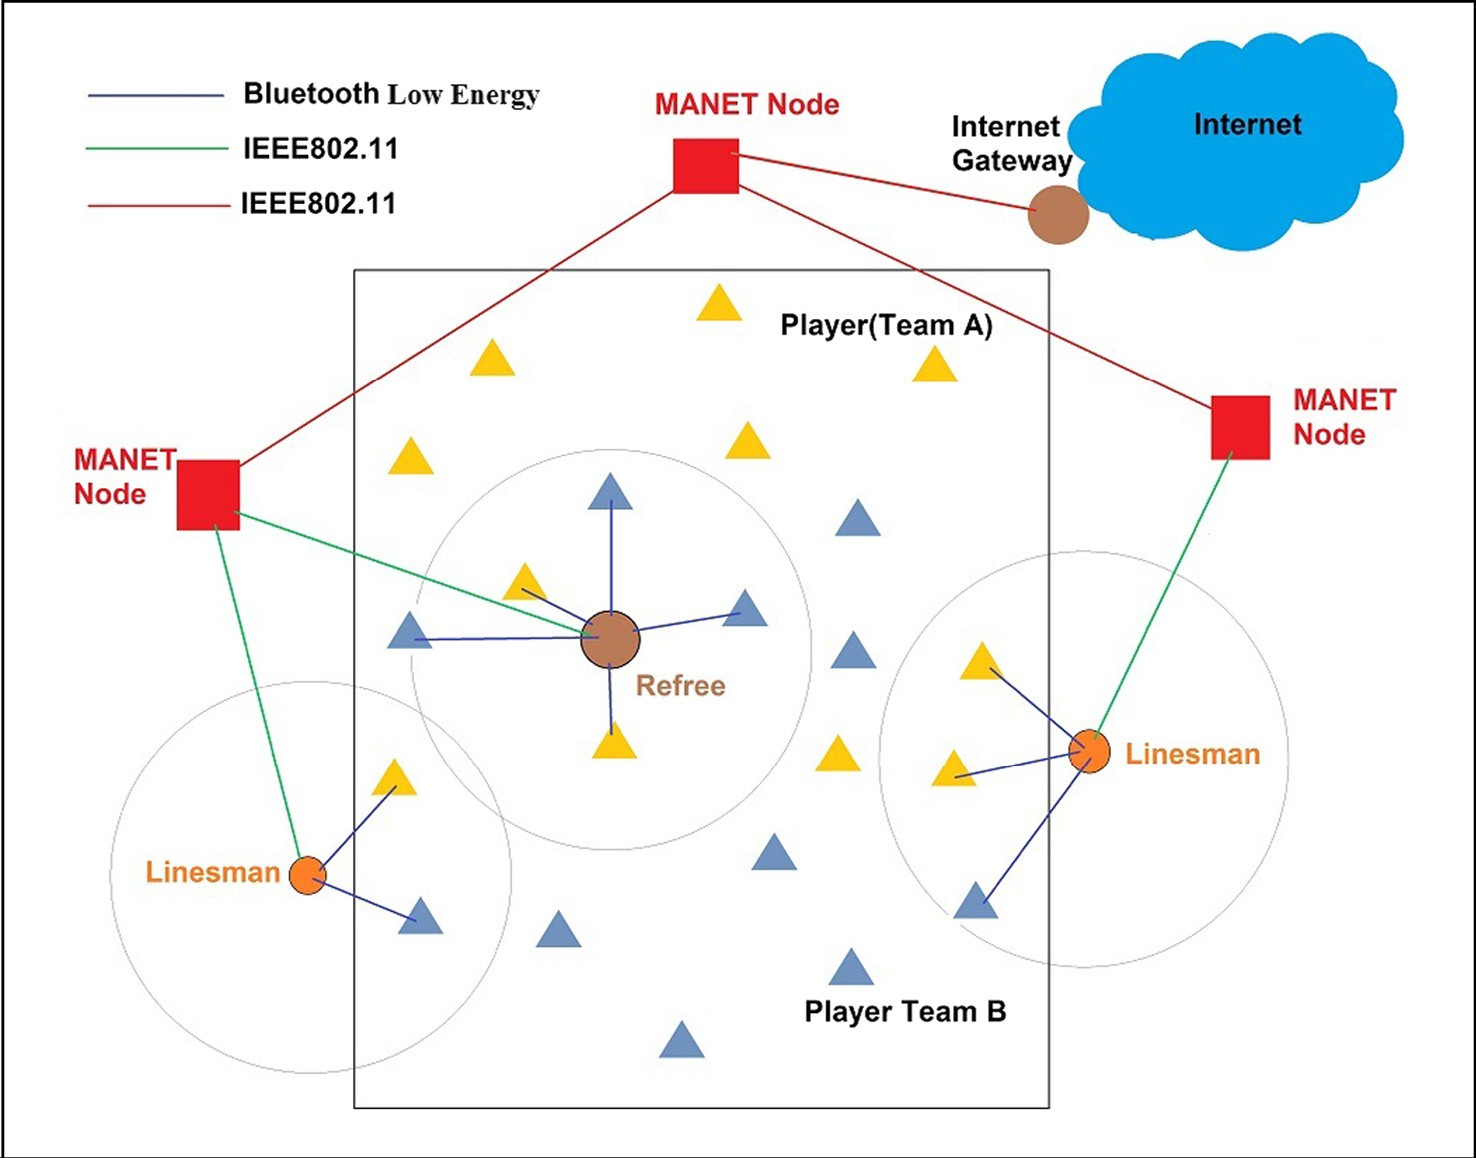 Bluetooth Low Energy
IEEE802.11
IEEE802.11
MANET Node
Internet
Gateway
Internet
Player(Team A)
MANET
Node
MANET
Node
Refree
Linesman
Linesman
Player Team B